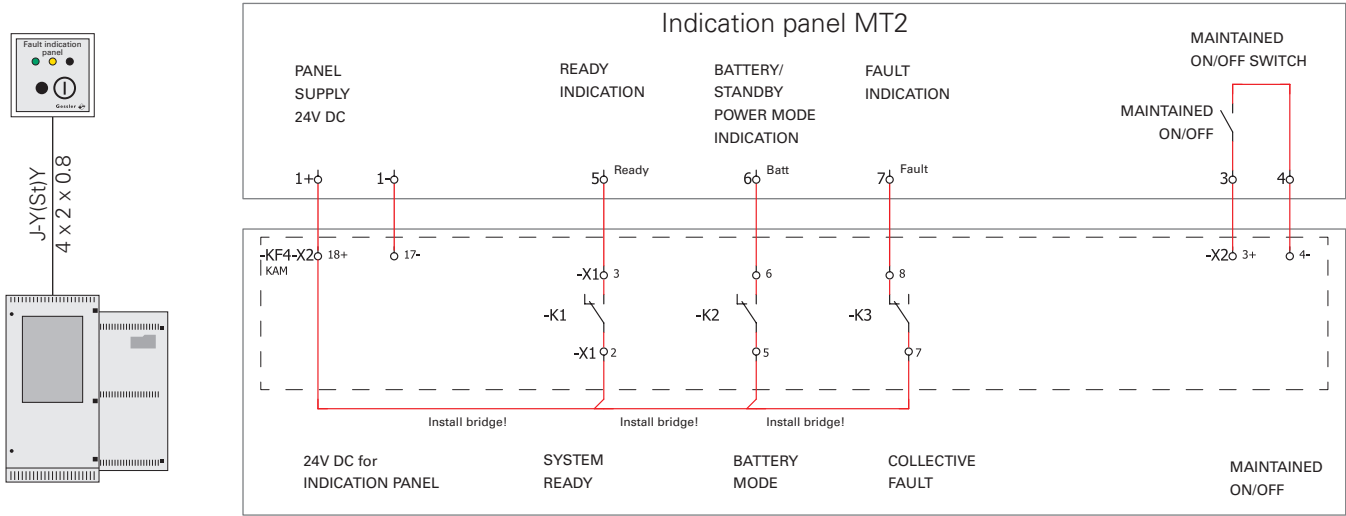 Fault indication
panel
Gessler
J-Y(St)Y
4 x 2 x 0.8
Indication panel MT2
PANEL
SUPPLY
24V DC
READY
INDICATION
BATTERY/
STANDBY
POWER MODE
INDICATION
FAULT
INDICATION
MAINTAINED
ON/OFF SWITCH
MAINTAINED
ON/OFF
1+
1-
5
Ready
6
Batt
7
Fault
3
4
-KF4-X2
18+
KAM
17-
-X1
3
6
8
-X2
3+
4-
-K1
-K2
-K3
-X1
2
5
7
Install bridge!
Install bridge!
Install bridge!
24V DC for
INDICATION PANEL
SYSTEM
READY
BATTERY
MODE
COLLECTIVE
FAULT
MAINTAINED
ON/OFF